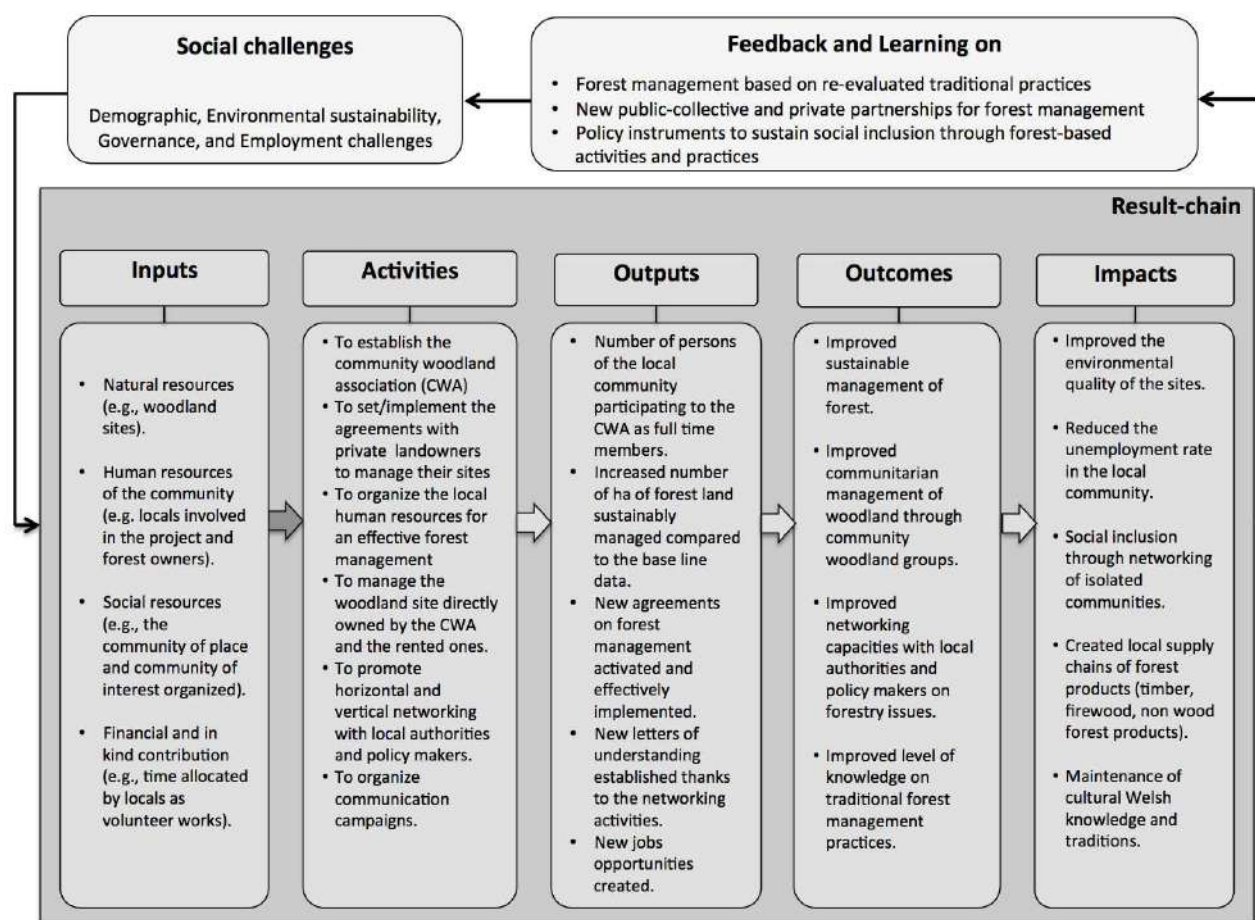 Social challenges
Demographic, Environmental sustainability,
Governance, and Employment challenges
Feedback and Learning on
• Forest management based on re-evaluated traditional practices
• New public-collective and private partnerships for forest management
• Policy instruments to sustain social inclusion through forest-based
activities and practices
Result-chain
Inputs
• Natural resources
(e.g., woodland
sites).
• Human resources
of the community
(e.g. locals involved
in the project and
forest owners).
• Social resources
(e.g., the
community of place
and community of
interest organized).
• Financial and in
kind contribution
(e.g., time allocated
by locals as
volunteer works).
Activities
• To establish the
community woodland
association (CWA)
• To set/implement the
agreements with
private landowners
to manage their sites
• To organize the local
human resources for
an effective forest
management
• To manage the
woodland site directly
owned by the CWA
and the rented ones.
• To promote
horizontal and
vertical networking
with local authorities
and policy makers.
• To organize
communication
campaigns.
Outputs
• Number of persons
of the local
community
participating to the
CWA as full time
members.
• Increased number
of ha of forest land
sustainably
managed compared
to the base line
data.
• New agreements
on forest
management
activated and
effectively
implemented.
• New letters of
understanding
established thanks
to the networking
activities.
• New jobs
opportunities
created.
Outcomes
• Improved
sustainable
management of
forest.
• Improved
communitarian
management of
woodland through
community
woodland groups.
• Improved
networking
capacities with local
authorities and
policy makers on
forestry issues.
• Improved level of
knowledge on
traditional forest
management
practices.
Impacts
• Improved the
environmental
quality of the sites.
• Reduced the
unemployment rate
in the local
community.
• Social inclusion
through networking
of isolated
communities.
• Created local supply
chains of forest
products (timber,
firewood, non wood
forest products).
• Maintenance of
cultural Welsh
knowledge and
traditions.